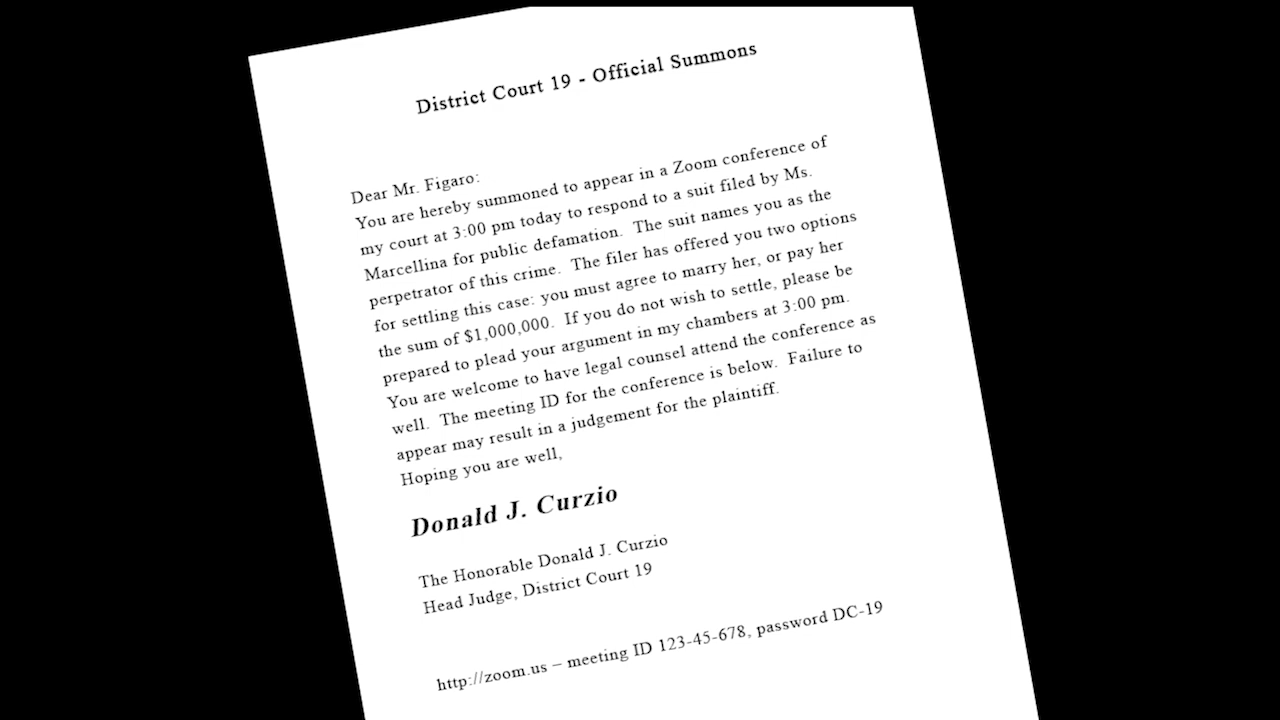 District Court 19 - Official Summons
Dear Mr. Figaro:
You are hereby summoned to appear in a Zoom conference of
my court at 3:00 pm today to respond to a suit filed by Ms.
Marcellina for public defamation.  The suit names you as the
perpetrator of this crime.  The filer has offered you two options
for settling this case: you must agree to marry her, or pay her
the sum of $1,000,000.  If you do not wish to settle, please be
prepared to plead your argument in my chambers at 3:00 pm.
You are welcome to have legal counsel attend the conference as
well.  The meeting ID for the conference is below.  Failure to
appear may result in a judgement for the plaintiff.
Hoping you are well,
Donald J. Curzio
The Honorable Donald J. Curzio
Head Judge, District Court 19
http://zoom.us – meeting ID 123-45-678, password DC-19